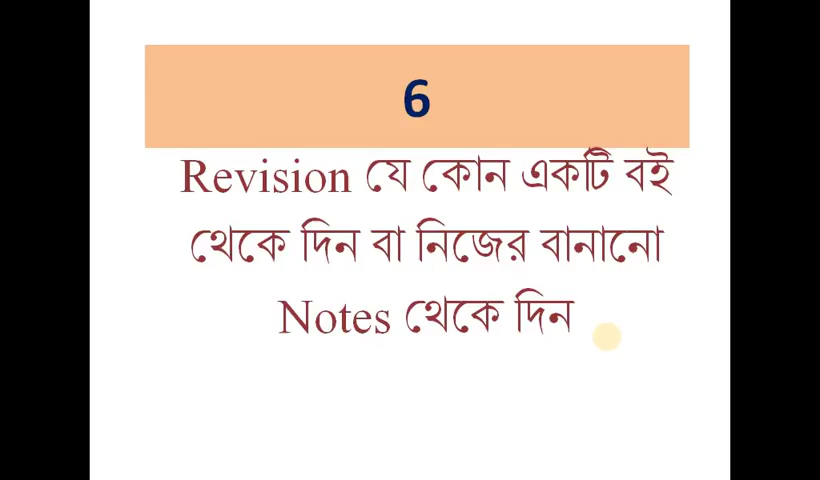 6
Revision যে কোন একটি বই
থেকে দিন বা নিজের বানানো
Notes থেকে দিন